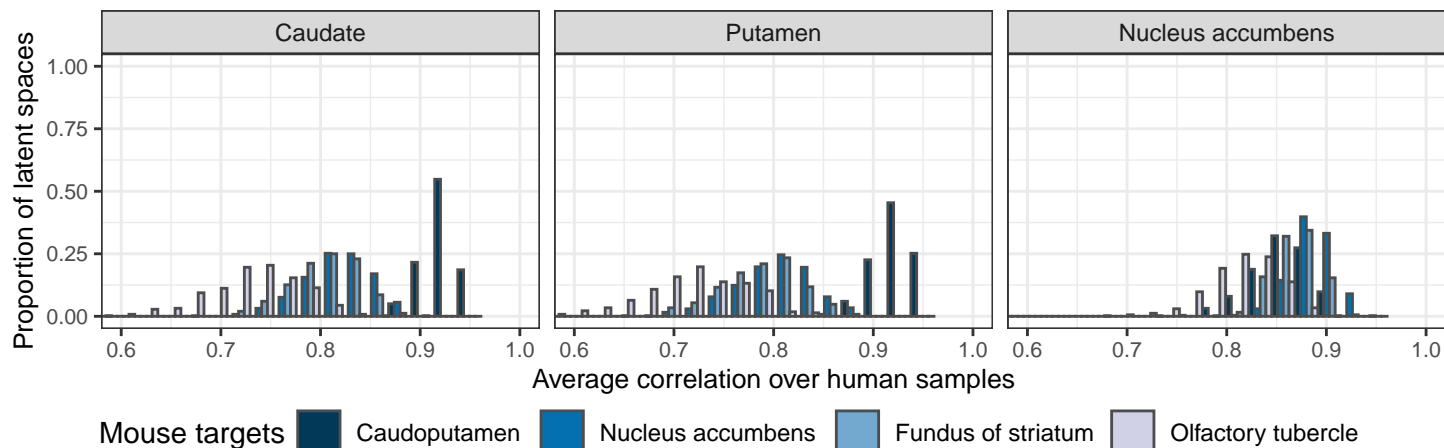 Caudate
Putamen
Nucleus accumbens
Proportion of latent spaces
1.00
0.75
0.50
0.25
0.00
0.6 0.7 0.8 0.9 1.0
0.6 0.7 0.8 0.9 1.0
0.6 0.7 0.8 0.9 1.0
Average correlation over human samples
Mouse targets Caudoputamen Nucleus accumbens Fundus of striatum Olfactory tubercle